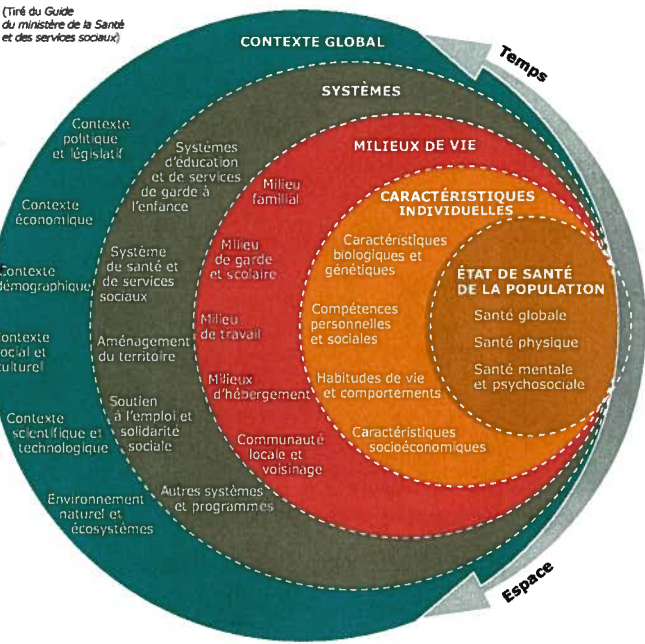 (Tiré du Guide
du ministère de la Santé
et des services sociaux)
CONTEXTE GLOBAL
Temps
SYSTÈMES
MILIEUX DE VIE
CARACTÉRISTIQUES
INDIVIDUELLES
ÉTAT DE SANTÉ
DE LA POPULATION
Contexte
politique
et législatif
Contexte
économique
Contexte
démographique
social et
culturel
Contexte
scientifique et
technologique
Environnement
naturel et
écosystèmes
Systèmes
d'éducation
et de services
de garde à
l'enfance
Système
de santé et
de services
sociaux
Aménagement
du territoire
Soutien
à l'emploi et
solidarité
sociale
Autres systèmes
et programmes
Milieu
familial
Milieu
de garde
et scolaire
Milieu
de travail
Milieux
d'hébergement
Communauté
locale et
voisinage
Caractéristiques
biologiques et
génétiques
Compétences
personnelles
et sociales
Habitudes de vie
et comportements
Caractéristiques
socioéconomiques
Santé globale
Santé physique
Santé mentale
et psychosociale
Espace